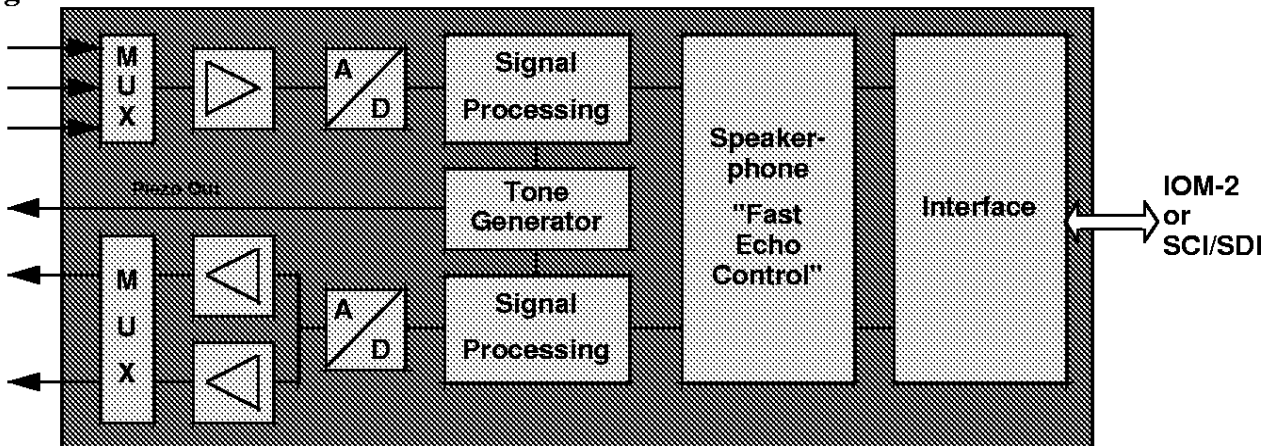 g
M
U
X
A
D
Signal
Processing
Speaker-
phone
"Fast
Echo
Control"
Interface
IOM-2
or
SCI/SDI
Piezo Out
Tone
Generator
M
U
X
A
D
Signal
Processing